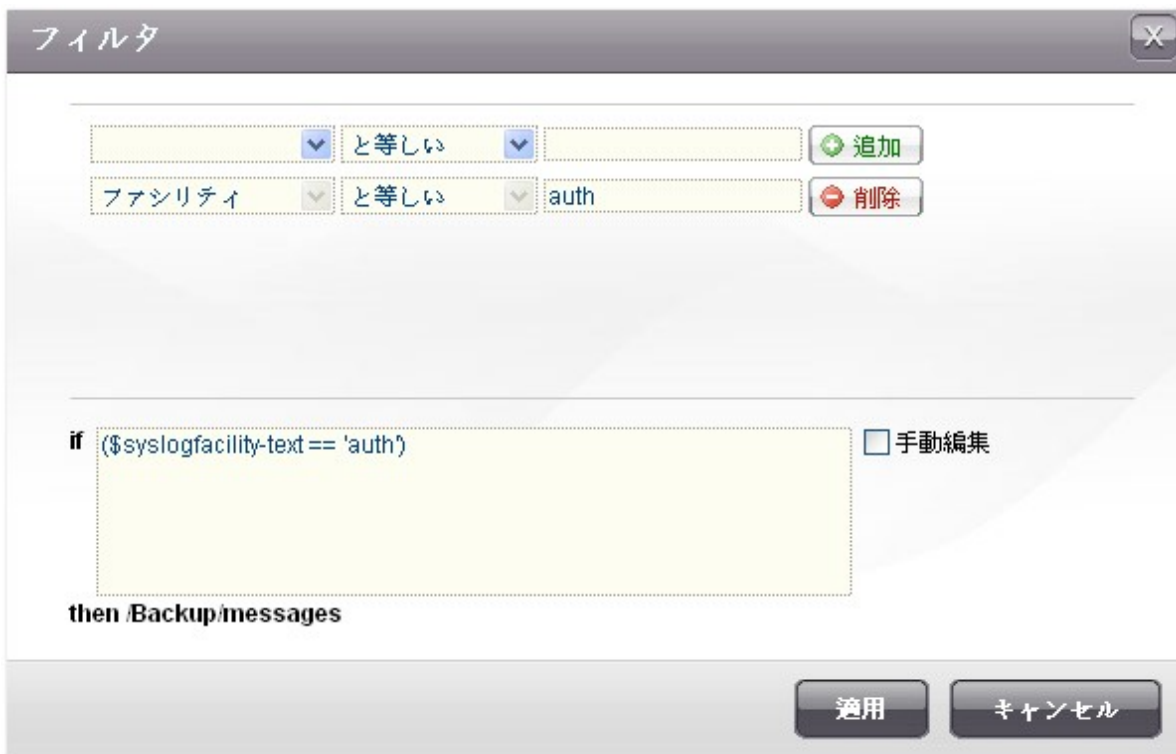 フィルタ X
と等しい 追加
ファシリティ と等しい auth 削除
if ($syslogfacility-text == 'auth') 手動編集
then /Backup/messages
適用 キャンセル